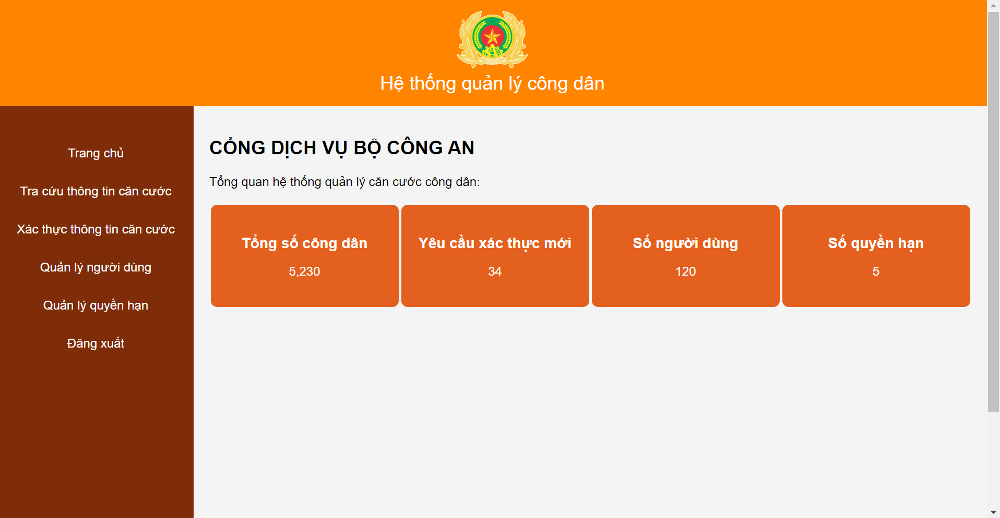 Hệ thống quản lý công dân
Trang chủ
Tra cứu thông tin căn cước
Xác thực thông tin căn cước
Quản lý người dùng
Quản lý quyền hạn
Đăng xuất
CỔNG DỊCH VỤ BỘ CÔNG AN
Tổng quan hệ thống quản lý căn cước công dân:
Tổng số công dân
5,230
Yêu cầu xác thực mới
34
Số người dùng
120
Số quyền hạn
5